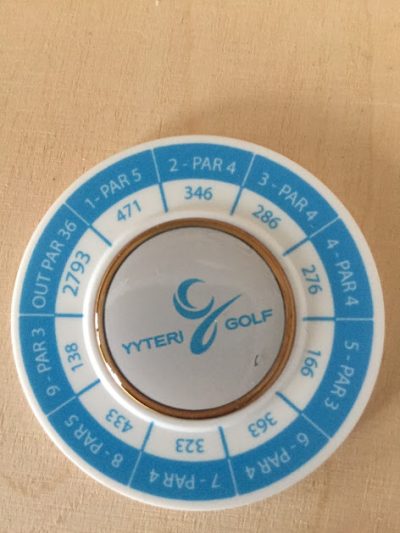 OUT PAR 36
2793
1 - PAR 5
471
2 - PAR 4
346
3 - PAR 4
286
4 - PAR 4
276
5 - PAR 3
166
6 - PAR 4
363
7 - PAR 4
323
8 - PAR 5
433
9 - PAR 3
138
YYTERI GOLF